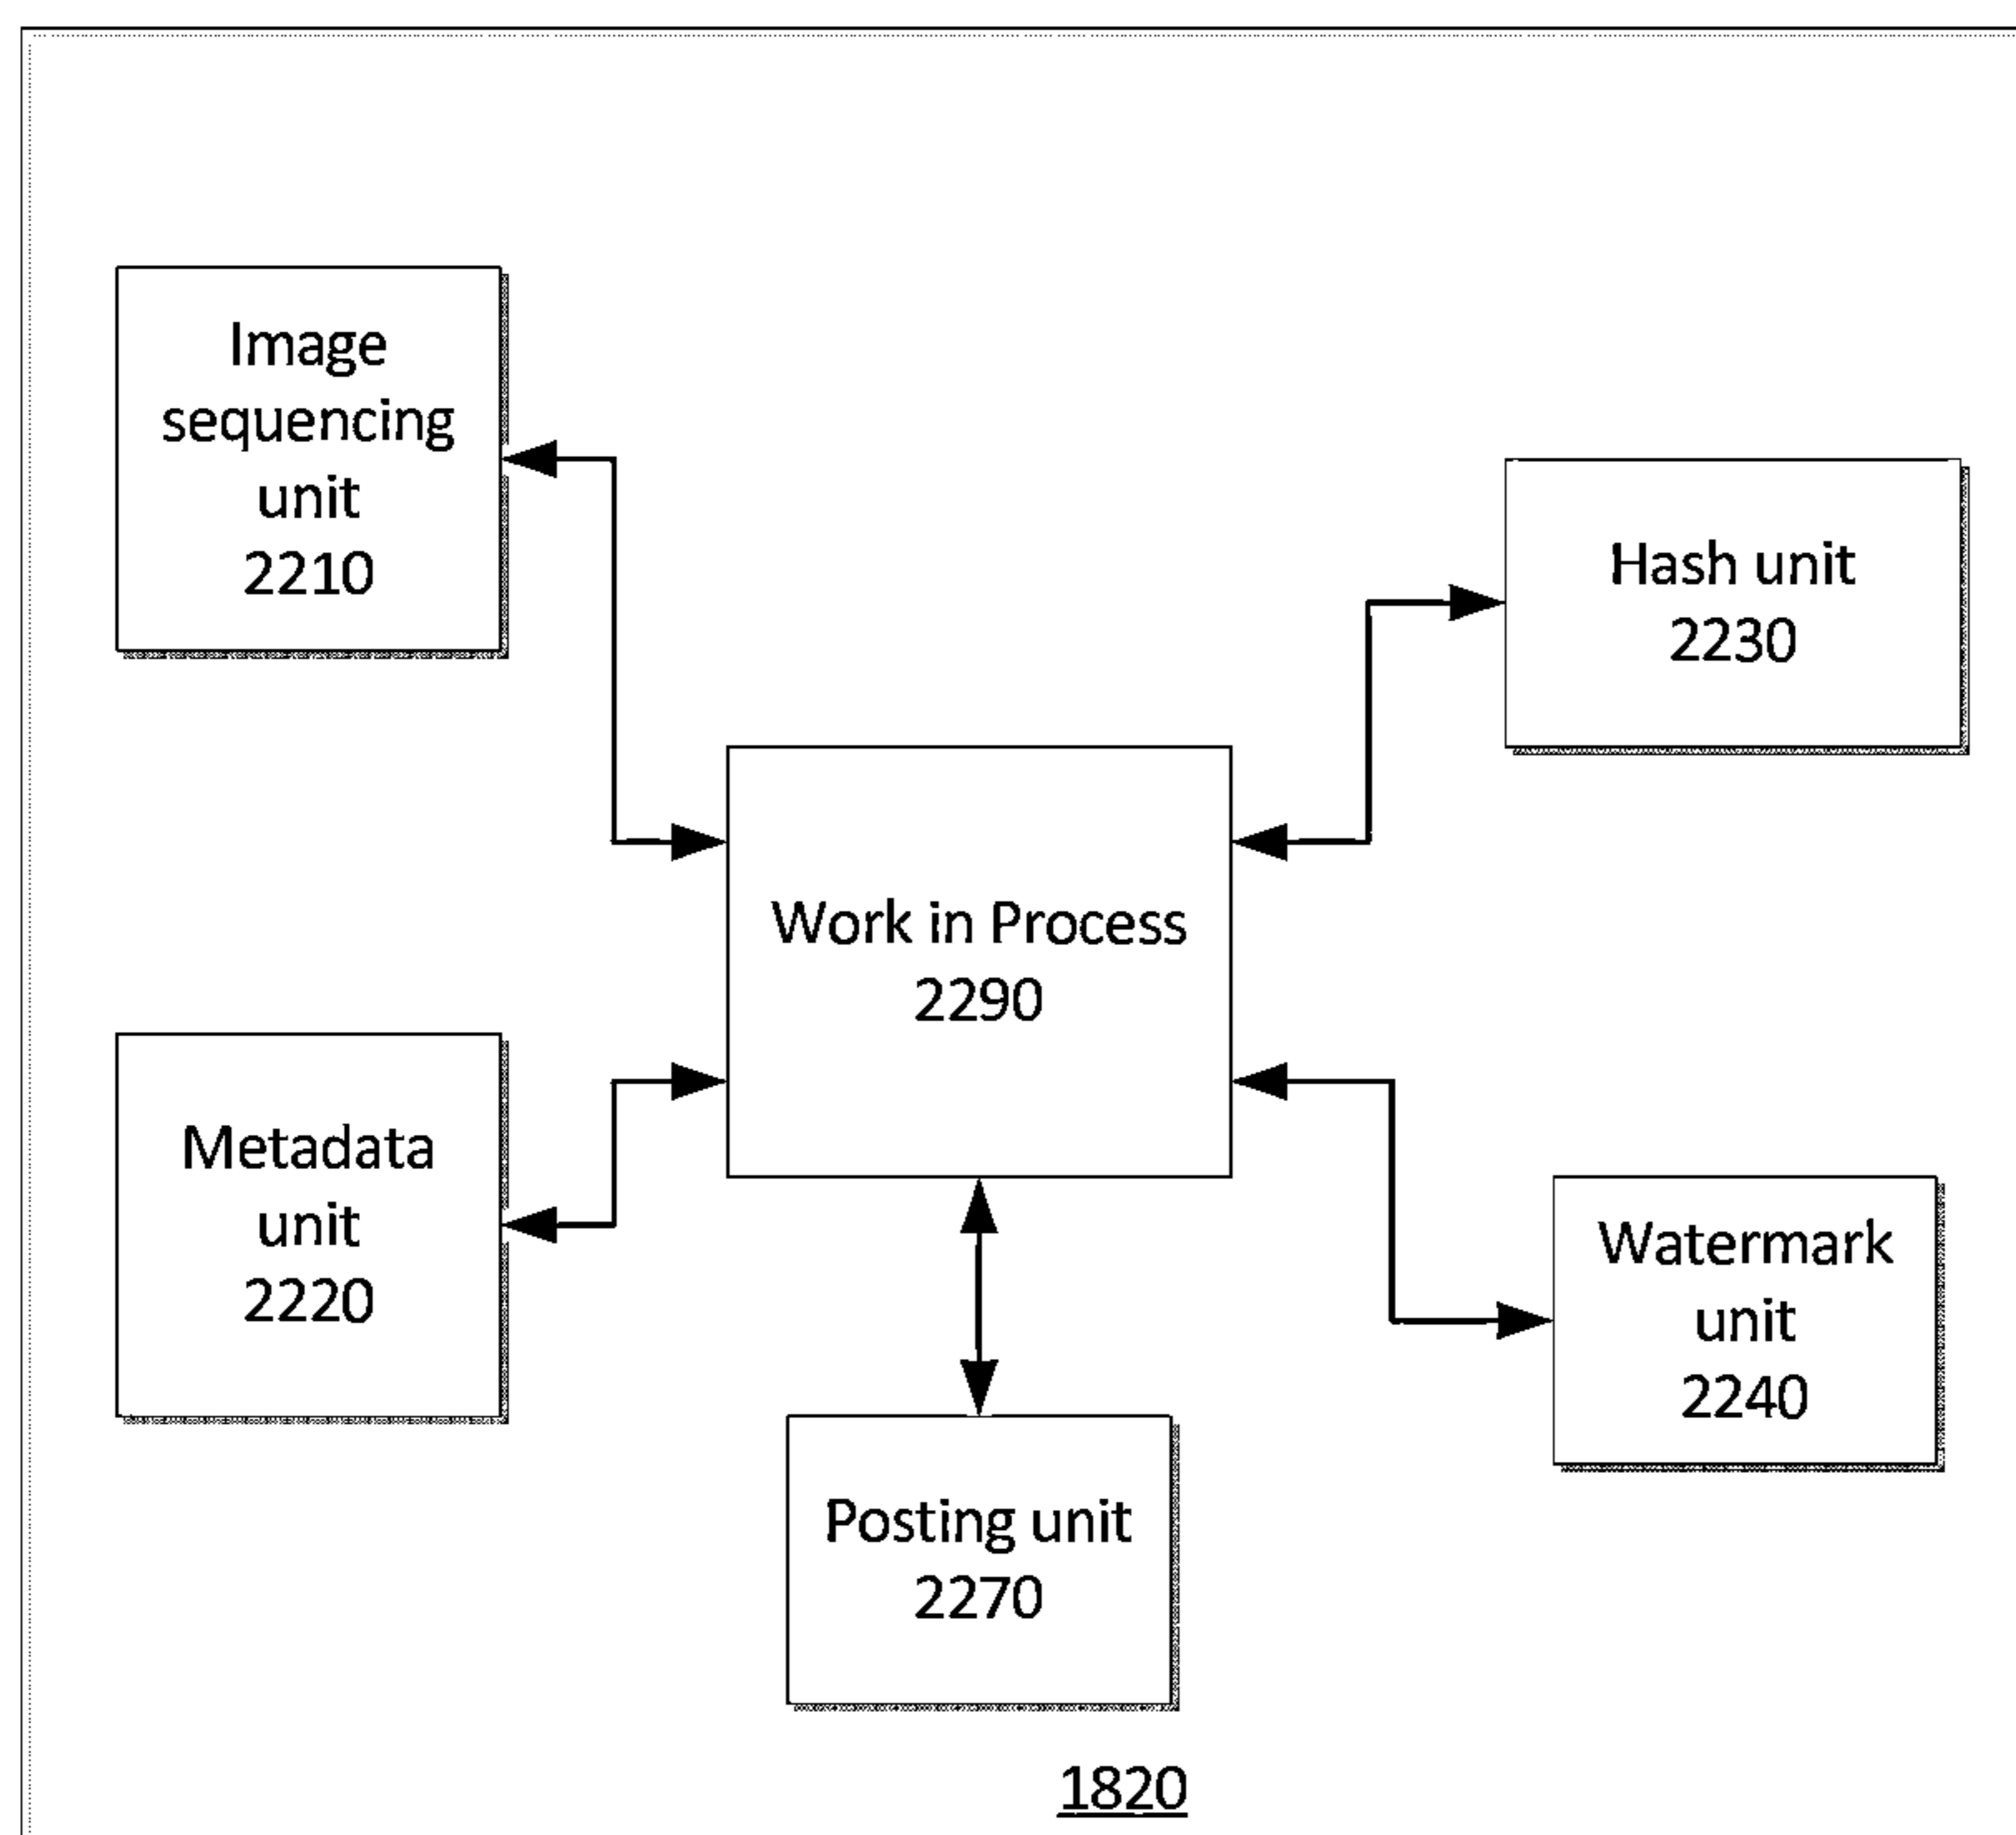 Image
sequencing
unit
2210
Hash unit
2230
Work in Process
2290
Metadata
unit
2220
Watermark
unit
2240
Posting unit
2270
1820